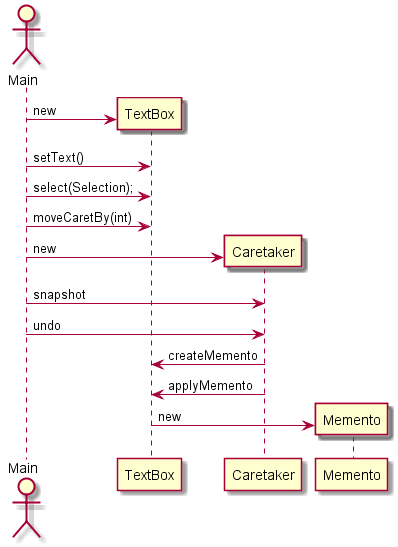 Main
new
TextBox
setText()
select(Selection);
moveCaretBy(int)
new
Caretaker
snapshot
undo
createMemento
applyMemento
new
Memento
Main
TextBox
Caretaker
Memento